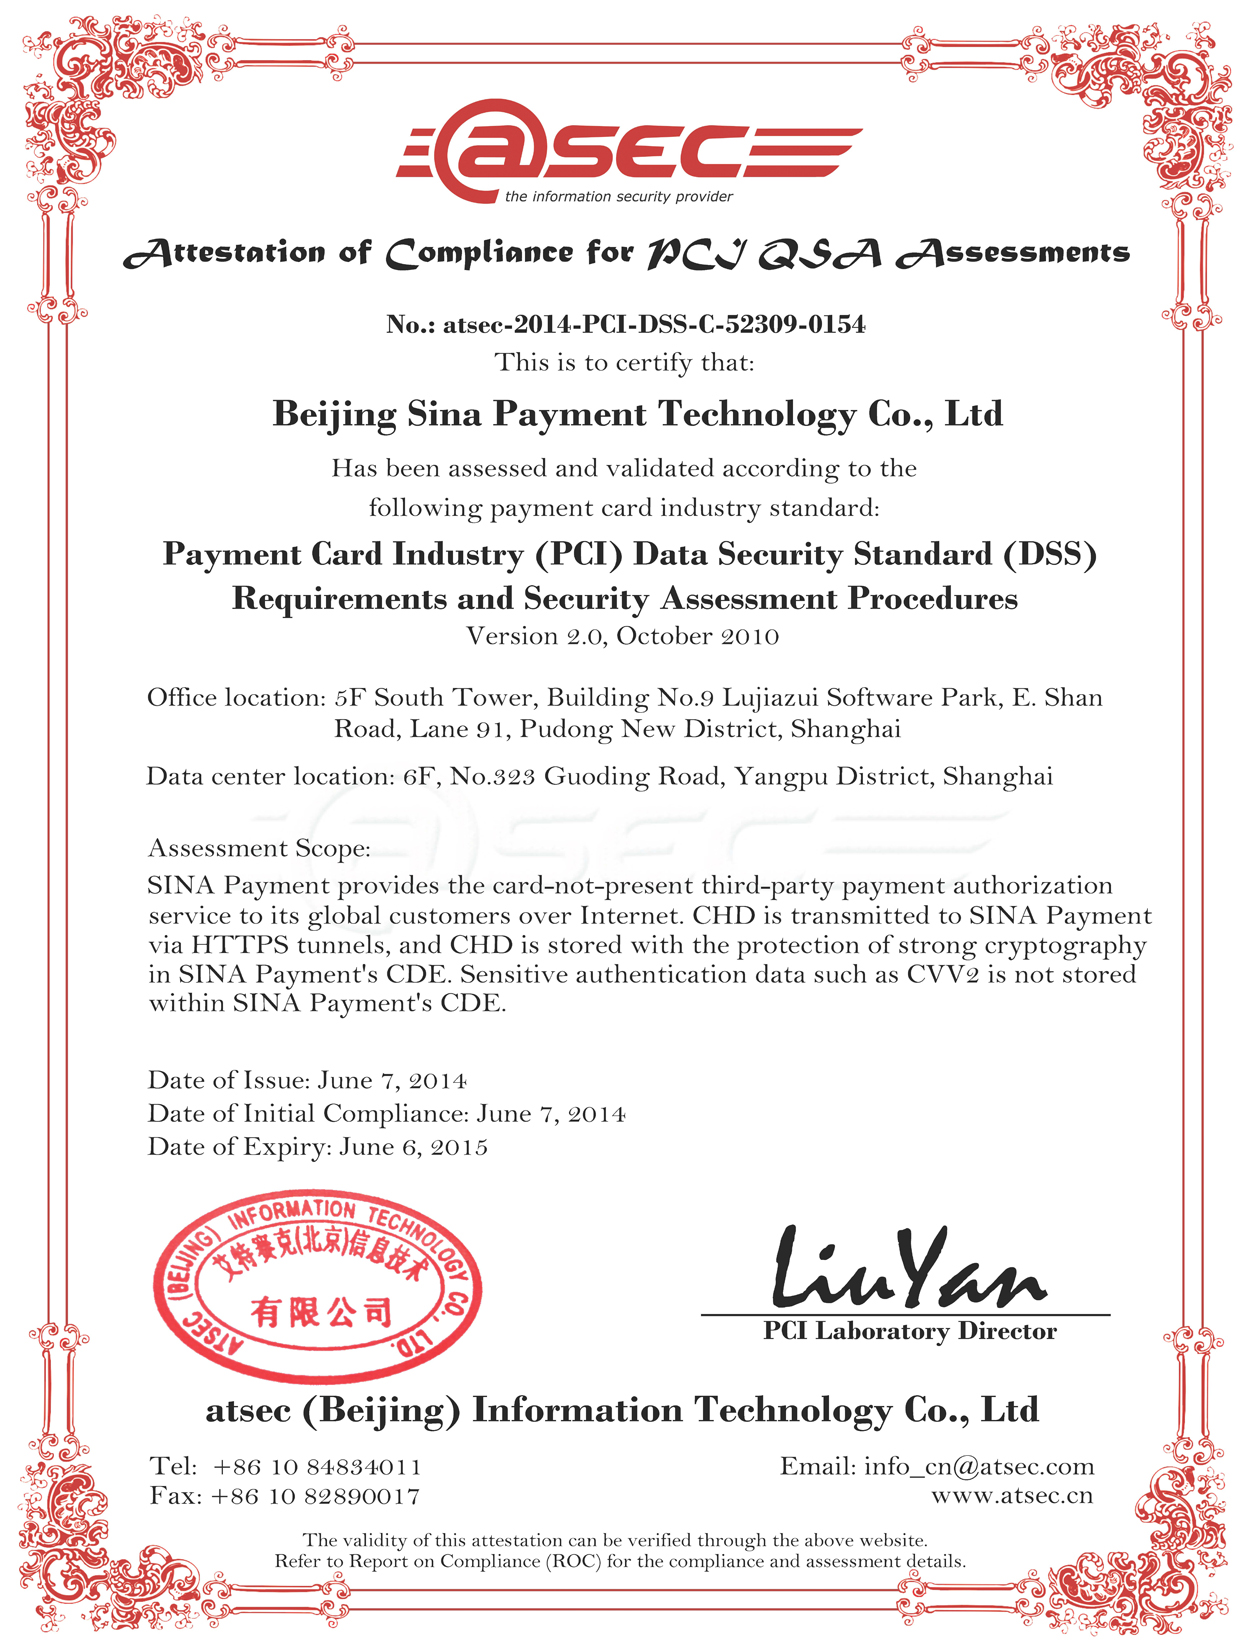 @sec
the information security provider
Attestation of Compliance for PCI QSA Assessments
No.: atsec-2014-PCI-DSS-C-52309-0154
This is to certify that:
Beijing Sina Payment Technology Co., Ltd
Has been assessed and validated according to the
following payment card industry standard:
Payment Card Industry (PCI) Data Security Standard (DSS)
Requirements and Security Assessment Procedures
Version 2.0, October 2010
Office location: 5F South Tower, Building No.9 Lujiazui Software Park, E. Shan
Road, Lane 91, Pudong New District, Shanghai
Data center location: 6F, No.323 Guoding Road, Yangpu District, Shanghai
@sec
Assessment Scope:
SINA Payment provides the card-not-present third-party payment authorization
service to its global customers over Internet. CHD is transmitted to SINA Payment
via HTTPS tunnels, and CHD is stored with the protection of strong cryptography
in SINA Payment's CDE. Sensitive authentication data such as CVV2 is not stored
within SINA Payment's CDE.
Date of Issue: June 7, 2014
Date of Initial Compliance: June 7, 2014
Date of Expiry: June 6, 2015
ATSEC (BEIJING) INFORMATION TECHNOLOGY CO., LTD.
艾特赛克(北京)信息技术
有限公司
LiuYan
PCI Laboratory Director
atsec (Beijing) Information Technology Co., Ltd
Tel: +86 10 84834011
Email: info_cn@atsec.com
Fax: +86 10 82890017
www.atsec.cn
The validity of this attestation can be verified through the above website.
Refer to Report on Compliance (ROC) for the compliance and assessment details.